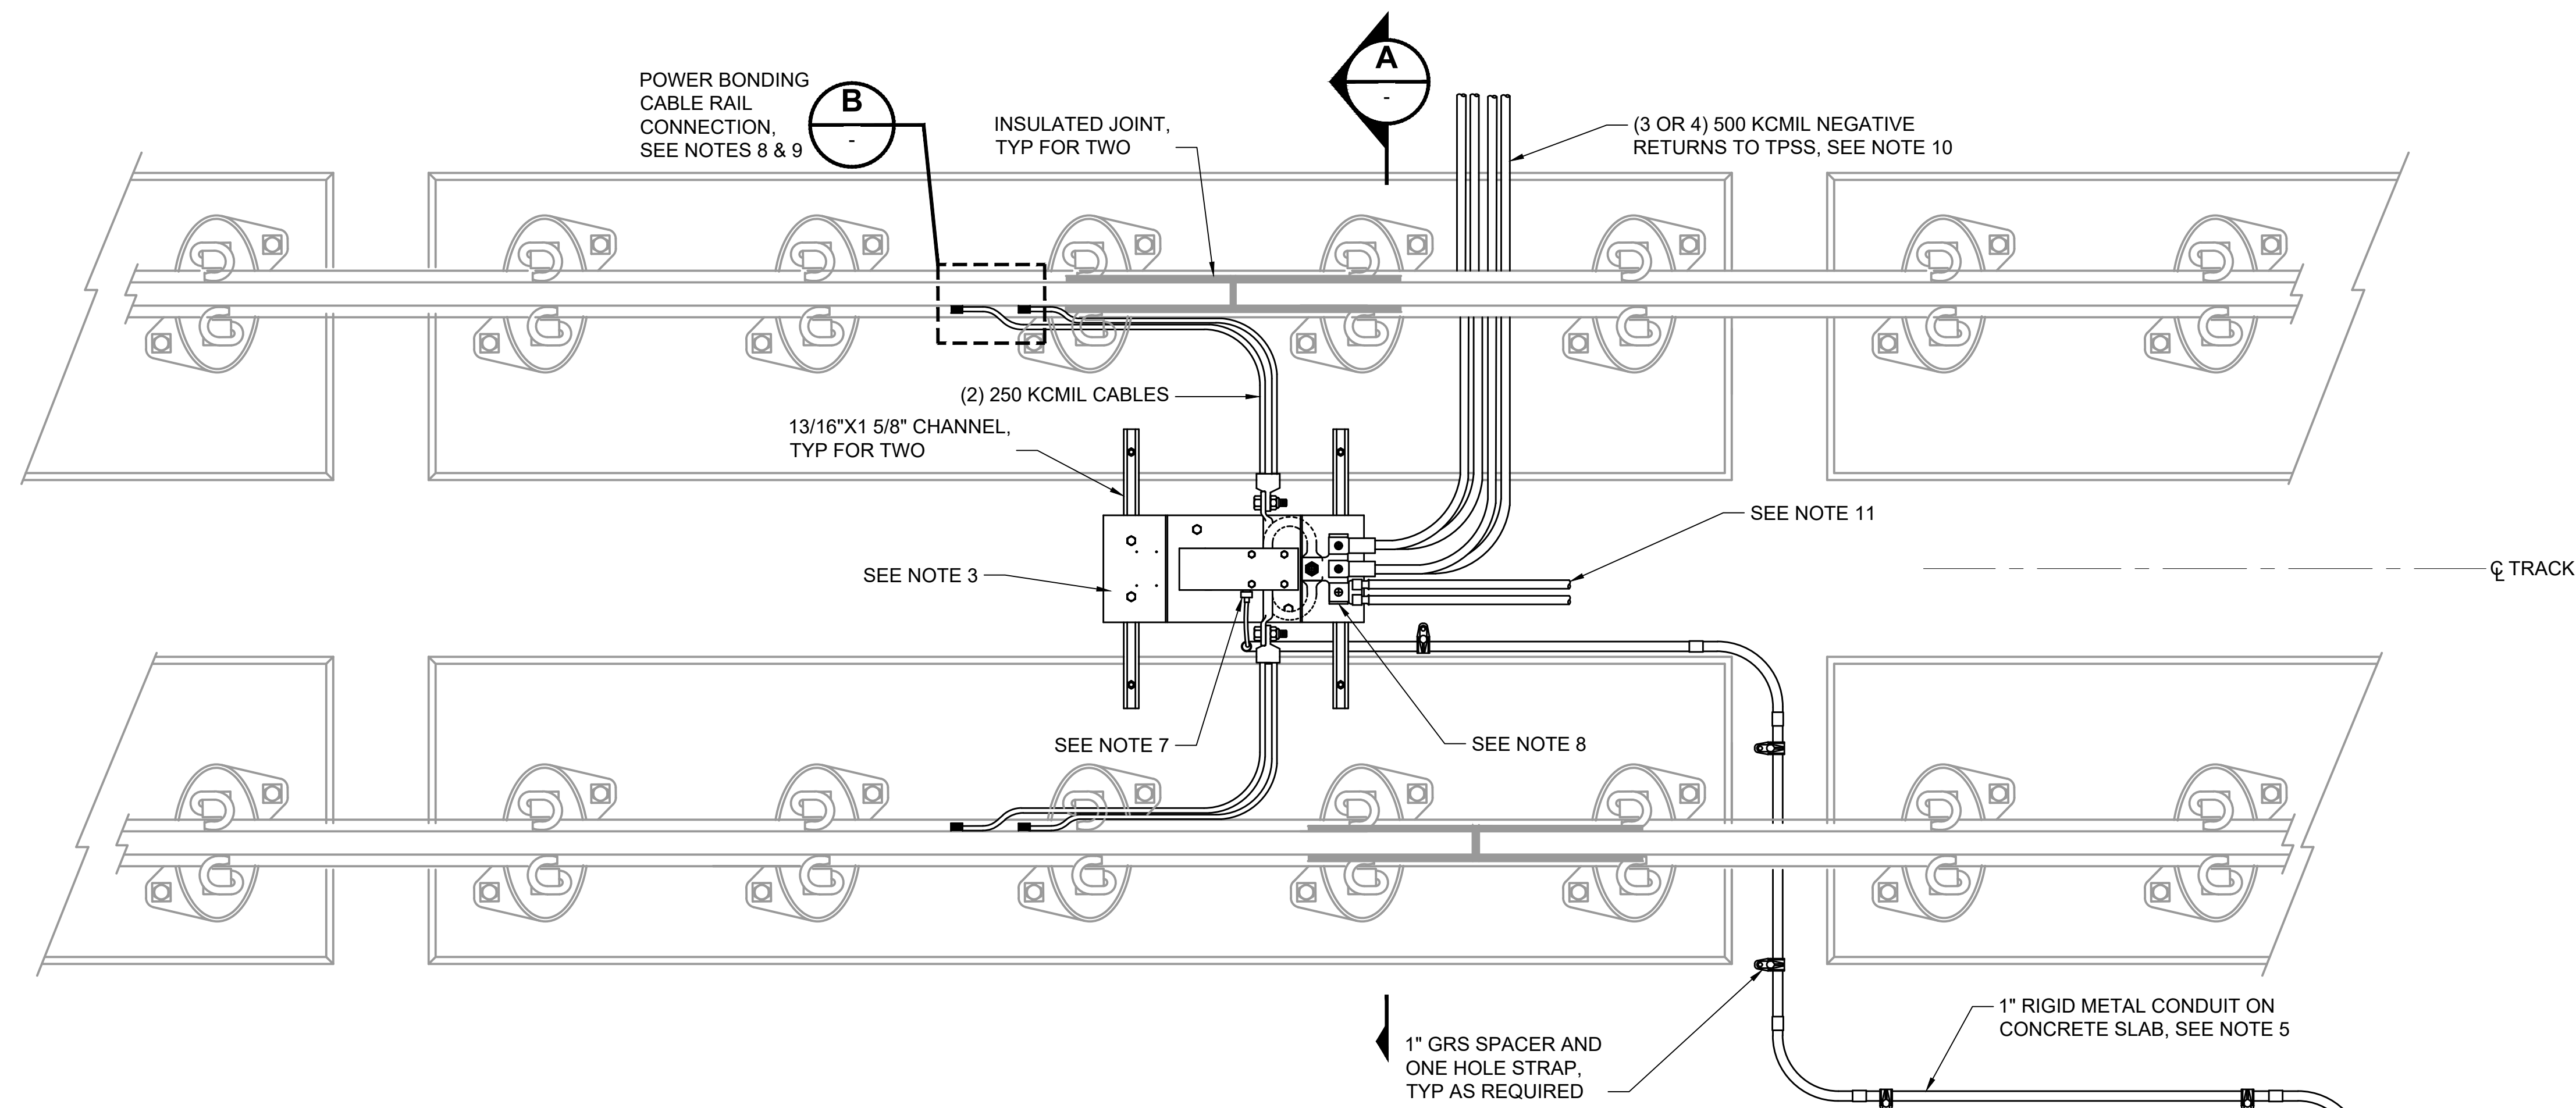 A
-
POWER BONDING
CABLE RAIL
CONNECTION,
SEE NOTES 8 & 9
B
-
INSULATED JOINT,
TYP FOR TWO
(3 OR 4) 500 KCMIL NEGATIVE
RETURNS TO TPSS, SEE NOTE 10
(2) 250 KCMIL CABLES
13/16"X1 5/8" CHANNEL,
TYP FOR TWO
SEE NOTE 11
SEE NOTE 3
℄ TRACK
SEE NOTE 7
SEE NOTE 8
1" RIGID METAL CONDUIT ON
CONCRETE SLAB, SEE NOTE 5
1" GRS SPACER AND
ONE HOLE STRAP,
TYP AS REQUIRED